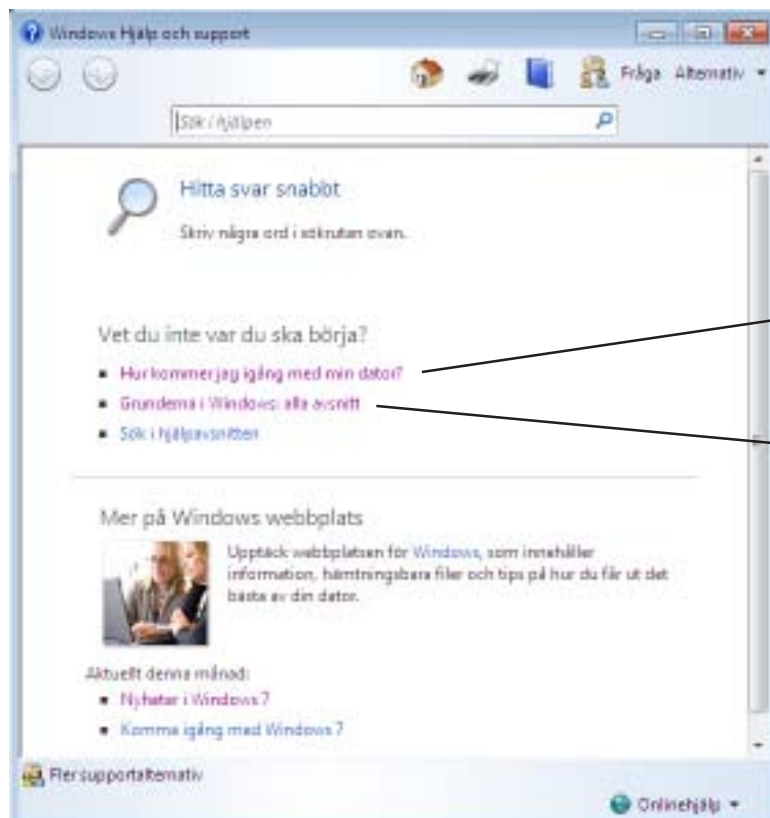 Windows Hjälp och support
Fråga Alternativ
Sök i hjälpen
Hitta svar snabbt
Skriv några ord i sökrutan ovan.
Vet du inte var du ska börja?
Hur kommer jag igång med min dator?
Grunderna i Windows: alla avsnitt
Sök i hjälpavsnitten
Mer på Windows webbplats
Upptäck webbplatsen för Windows, som innehåller
information, hämtningsbara filer och tips på hur du får ut det
bästa av din dator.
Aktuellt denna månad:
Nyheter i Windows 7
Komma igång med Windows 7
Fler supportalternativ
Onlinehjälp